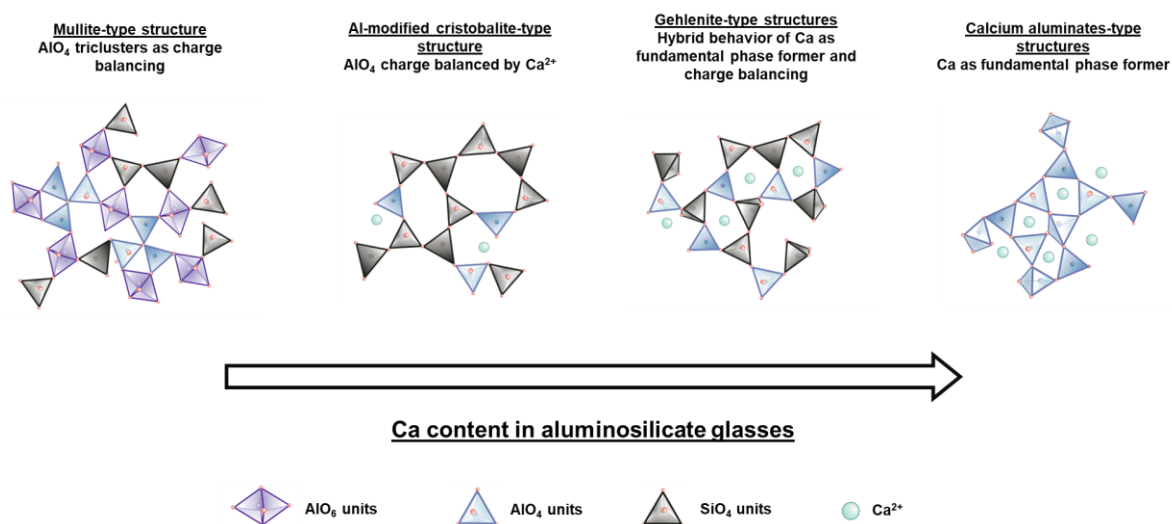 Mullite-type structure
AlO4 triclusters as charge
balancing
Al-modified cristobalite-type
structure
AlO4 charge balanced by Ca2+
Gehlenite-type structures
Hybrid behavior of Ca as
fundamental phase former and
charge balancing
Calcium aluminates-type
structures
Ca as fundamental phase former
Ca content in aluminosilicate glasses
AlO6 units
AlO4 units
SiO4 units
Ca2+